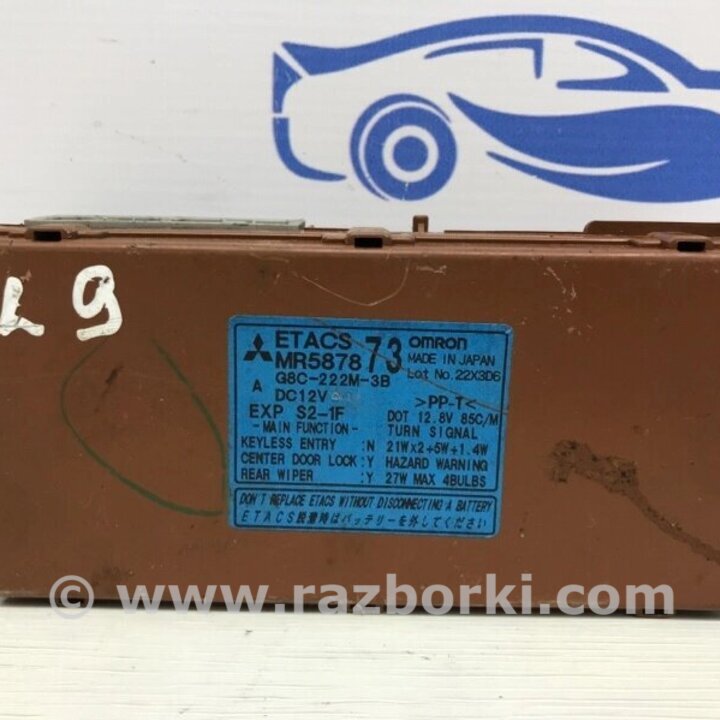 L 9
ETACS 73 omron
MR5878 MADE IN JAPAN
A G8C-222M-3B Lot No. 22X3D6
DC12V >PP-T<
EXP S2-1F DOT 12.8V 85C/M
-MAIN FUNCTION- TURN SIGNAL
KEYLESS ENTRY :N 21W×2+5W+1.4W
CENTER DOOR LOCK :Y HAZARD WARNING
REAR WIPER :Y 27W MAX 4BULBS
DON'T REPLACE ETACS WITHOUT DISCONNECTING A BATTERY
ETACS脱着時はバッテリーを外してください
© www.razborki.com